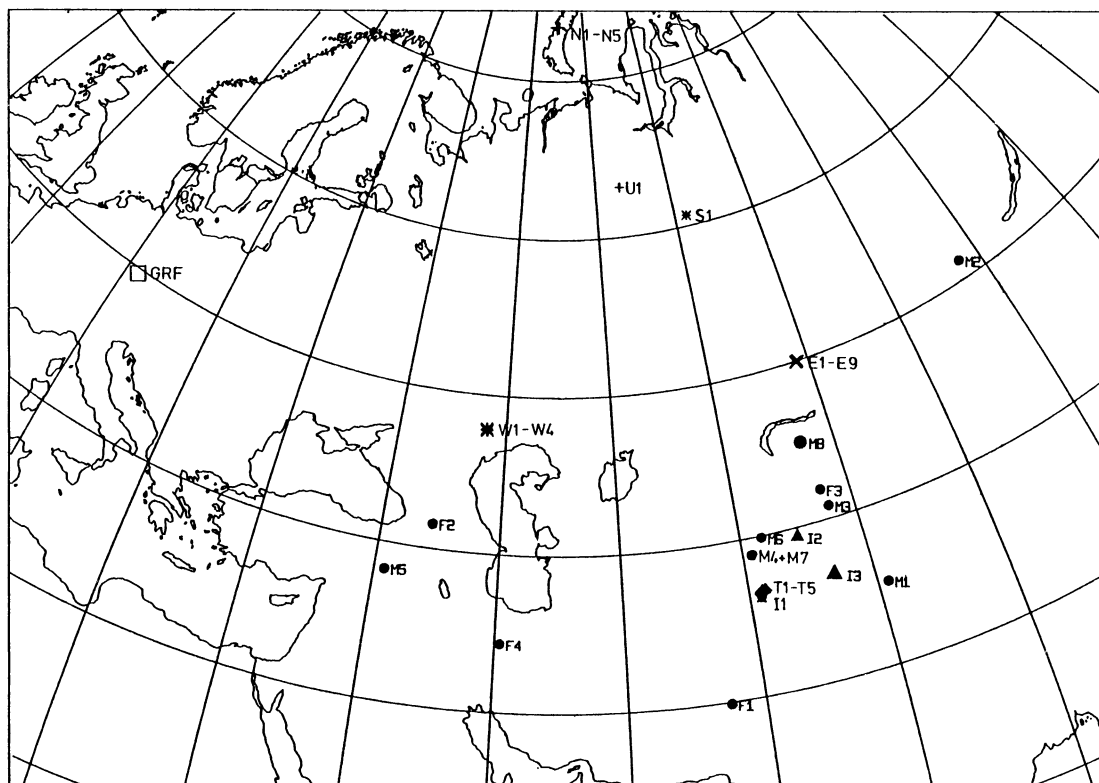 N1-N5
+U1
S1
M2
GRF
E1-E9
W1-W4
M8
F3
M3
F2
M6
I2
M4+M7
M5
I3
M1
T1-T5
I1
F4
F1